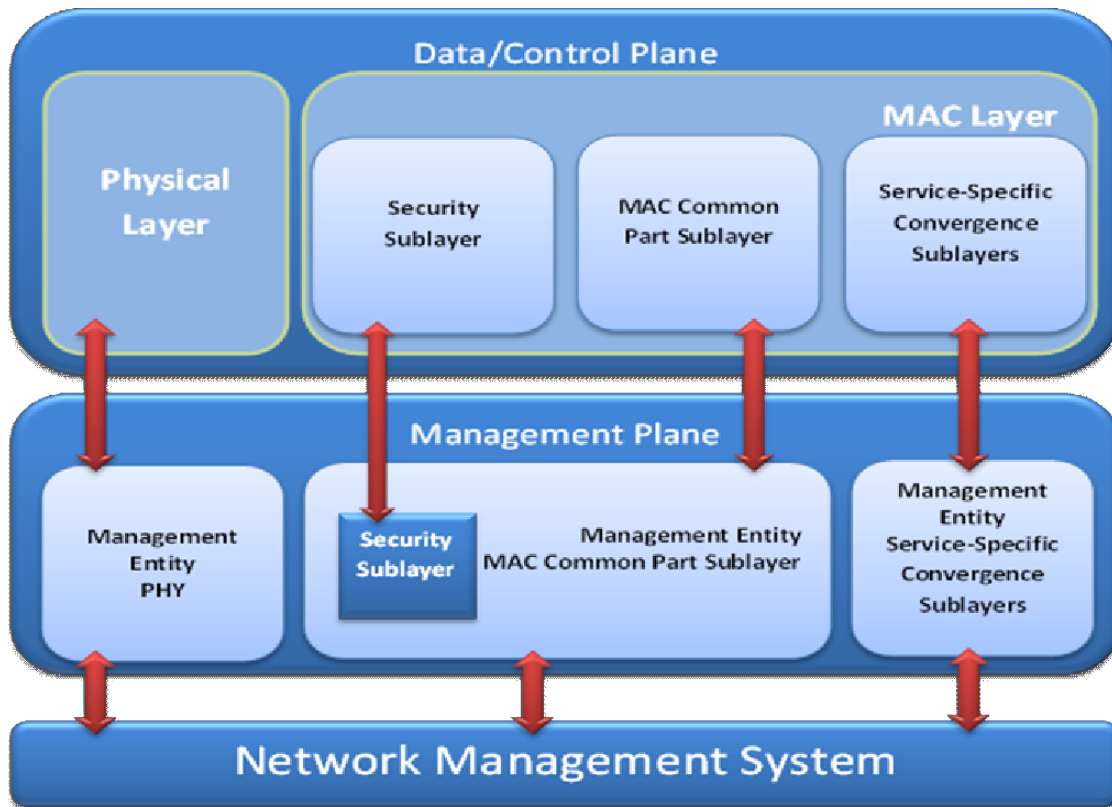 Data/Control Plane
MAC Layer
Physical
Layer
Security
Sublayer
MAC Common
Part Sublayer
Service-Specific
Convergence
Sublayers
Management Plane
Management
Entity
PHY
Security
Sublayer
Management Entity
MAC Common Part Sublayer
Management
Entity
Service-Specific
Convergence
Sublayers
Network Management System